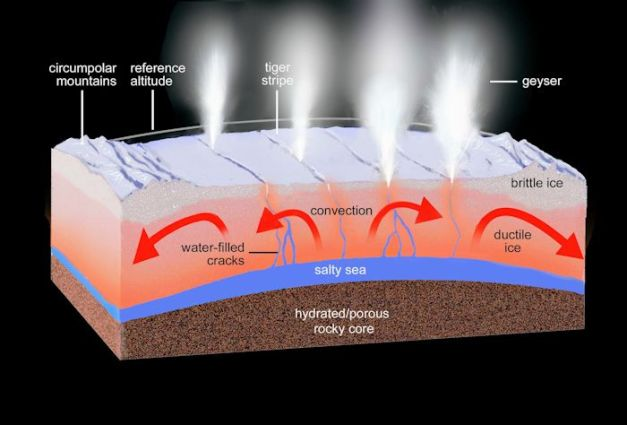 circumpolar
mountains
reference
altitude
tiger
stripe
geyser
brittle ice
convection
water-filled
cracks
ductile
ice
salty sea
hydrated/porous
rocky core